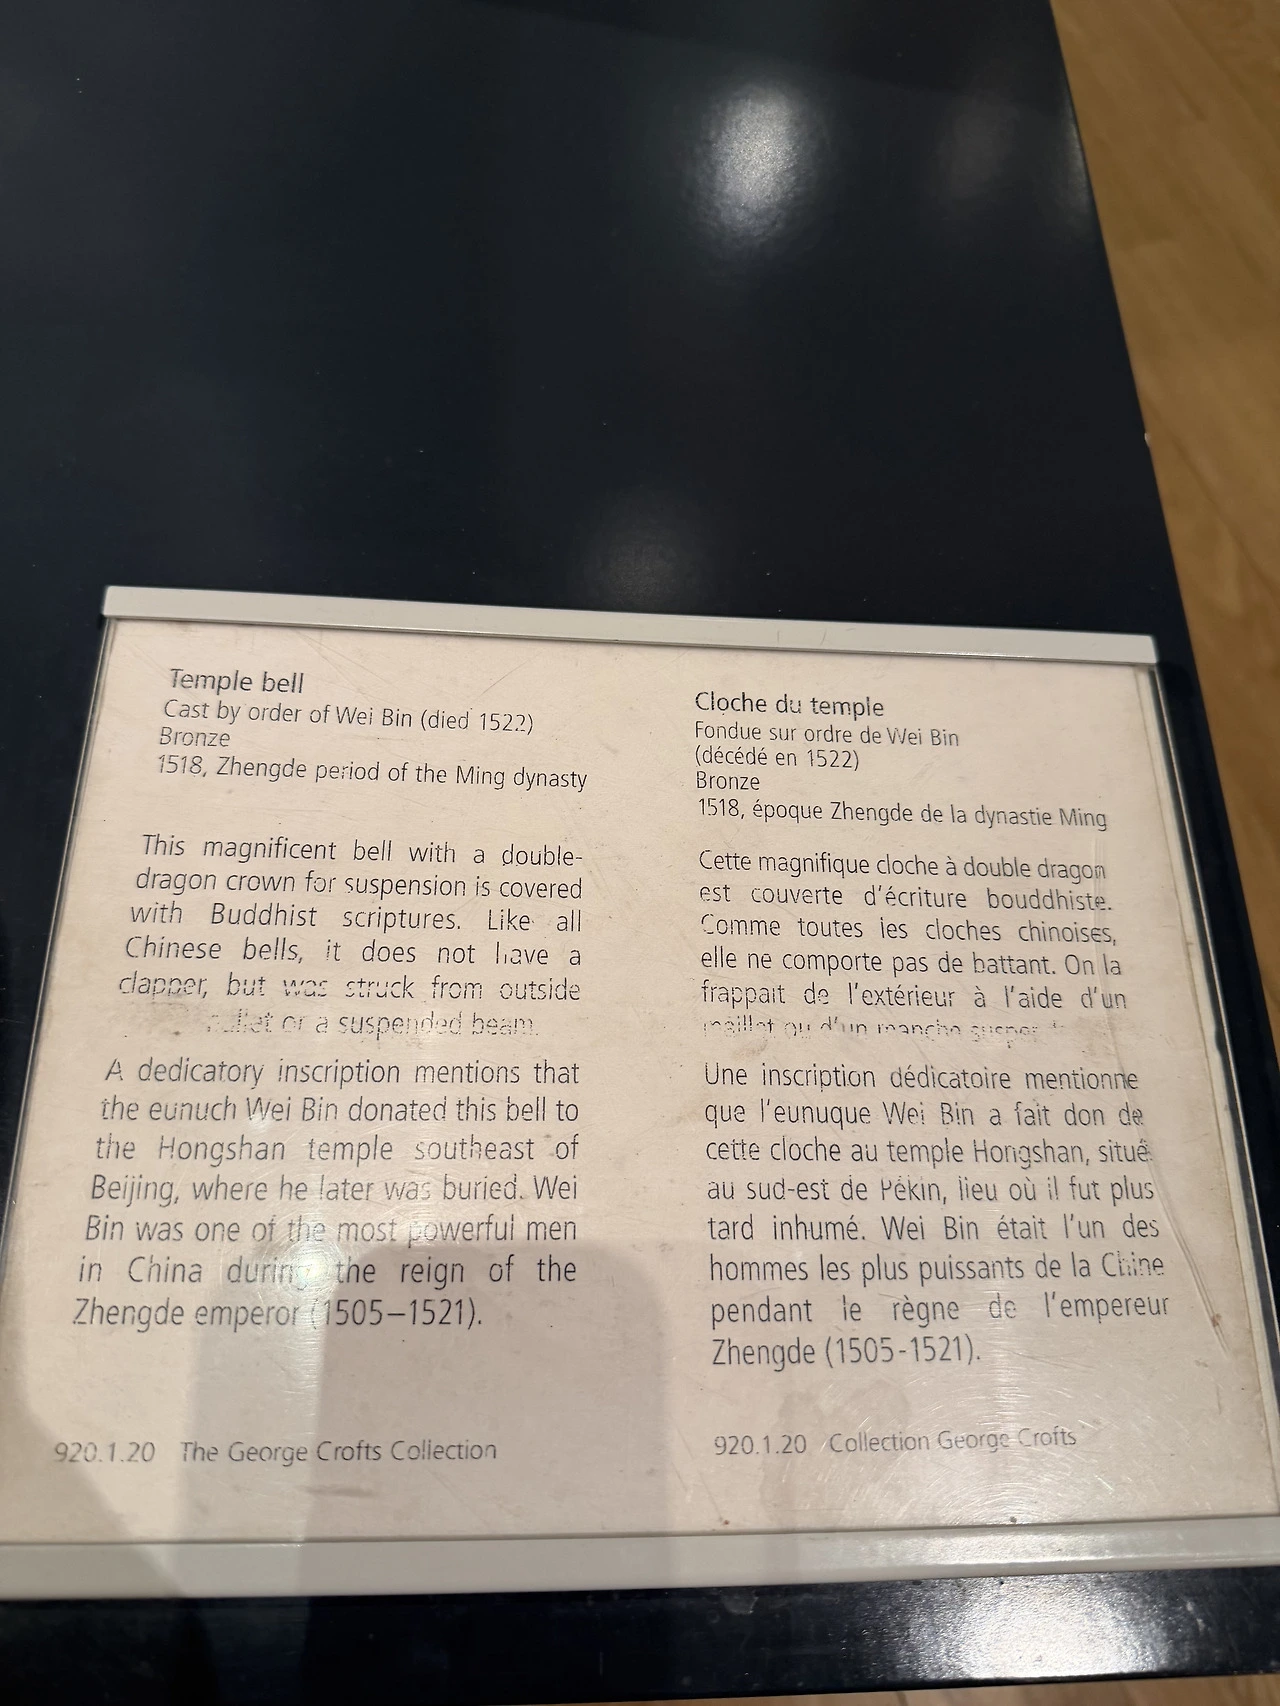 Temple bell
Cast by order of Wei Bin (died 1522)
Bronze
1518, Zhengde period of the Ming dynasty
This magnificent bell with a double-
dragon crown for suspension is covered
with Buddhist scriptures. Like all
Chinese bells, it does not have a
clapper, but was struck from outside
or a suspended beam.
A dedicatory inscription mentions that
the eunuch Wei Bin donated this bell to
the Hongshan temple southeast of
Beijing, where he later was buried. Wei
Bin was one of the most powerful men
in China during the reign of the
Zhengde emperor (1505–1521).
920.1.20 The George Crofts Collection
Cloche du temple
Fondue sur ordre de Wei Bin
(décédé en 1522)
Bronze
1518, époque Zhengde de la dynastie Ming
Cette magnifique cloche à double dragon
est couverte d'écriture bouddhiste.
Comme toutes les cloches chinoises,
elle ne comporte pas de battant. On la
frappait de l'extérieur à l'aide d'un
maillet ou d'un manche
Une inscription dédicatoire mentionne
que l'eunuque Wei Bin a fait don de
cette cloche au temple Hongshan, situé
au sud-est de Pékin, lieu où il fut plus
tard inhumé. Wei Bin était l'un des
hommes les plus puissants de la Chine
pendant le règne de l'empereur
Zhengde (1505-1521).
920.1.20 Collection George Crofts